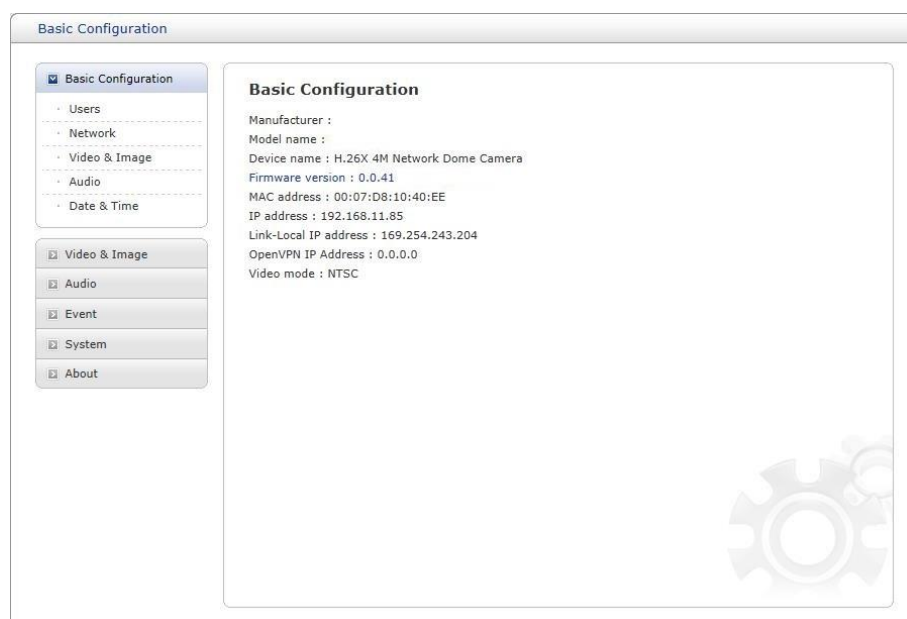 Basic Configuration
Basic Configuration
Users
Network
Video & Image
Audio
Date & Time
Video & Image
Audio
Event
System
About
Basic Configuration
Manufacturer :
Model name :
Device name : H.26X 4M Network Dome Camera
Firmware version : 0.0.41
MAC address : 00:07:D8:10:40:EE
IP address : 192.168.11.85
Link-Local IP address : 169.254.243.204
OpenVPN IP Address : 0.0.0.0
Video mode : NTSC